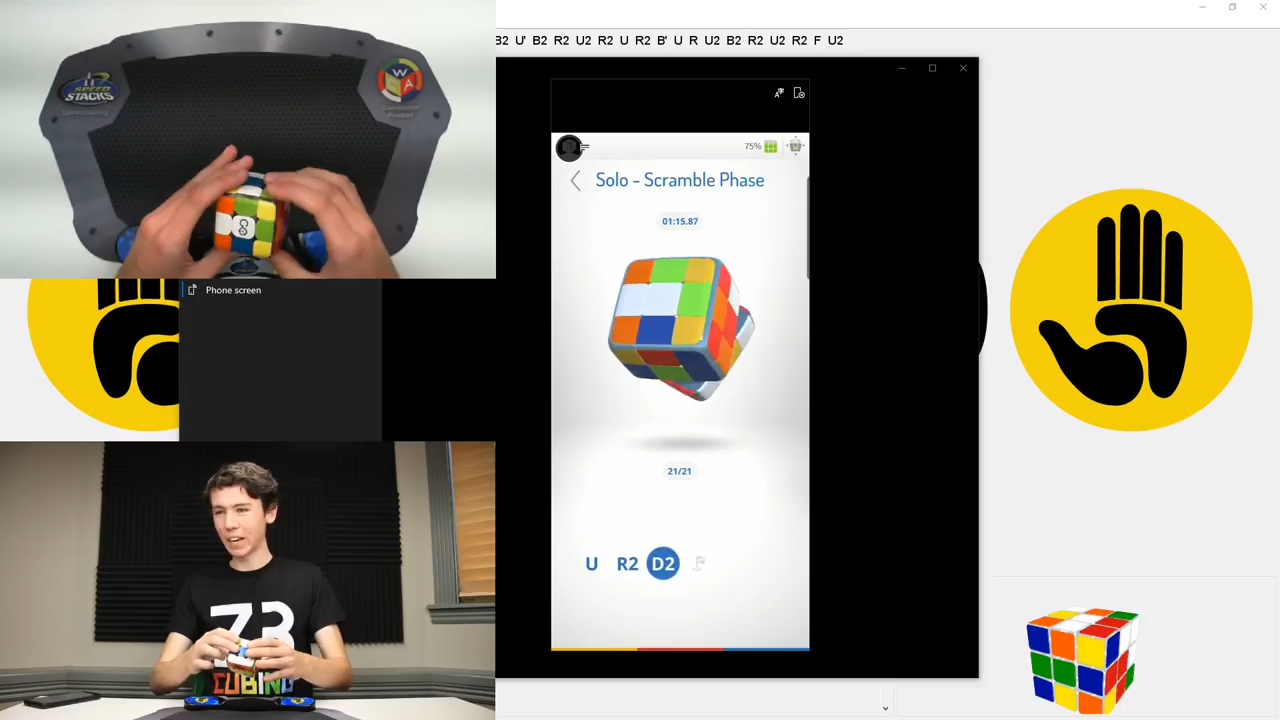 B2 U' B2 R2 U2 R2 U R2 B' U R U2 B2 R2 U2 R2 F U2
SPEED
STACKS
W
C A
75%
Solo - Scramble Phase
01:15.87
Phone screen
21/21
U R2 D2
Z3
CUBING